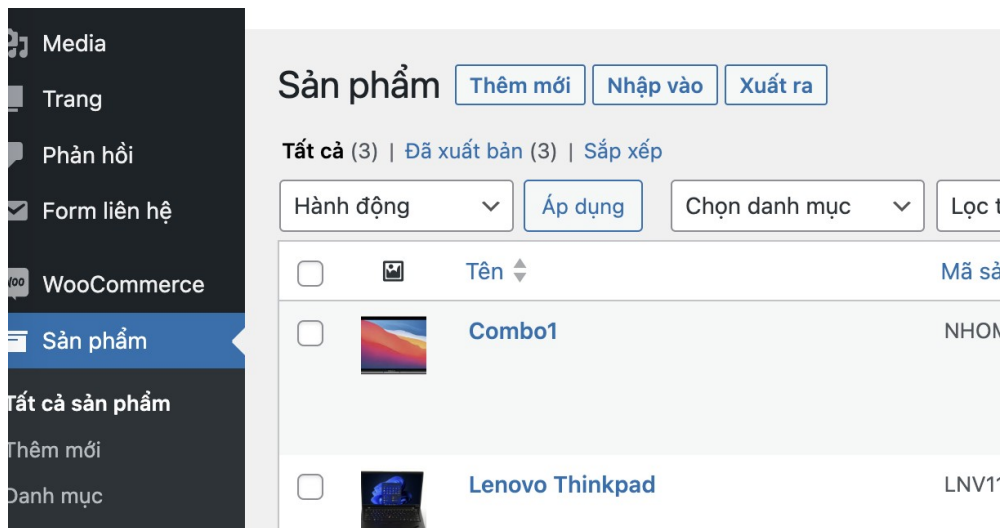 Media
Trang
Phản hồi
Form liên hệ
WooCommerce
Sản phẩm
Tất cả sản phẩm
Thêm mới
Danh mục
Sản phẩm Thêm mới Nhập vào Xuất ra
Tất cả (3) | Đã xuất bản (3) | Sắp xếp
Hành động Áp dụng Chọn danh mục Lọc
Tên Mã
Combo1
Lenovo Thinkpad